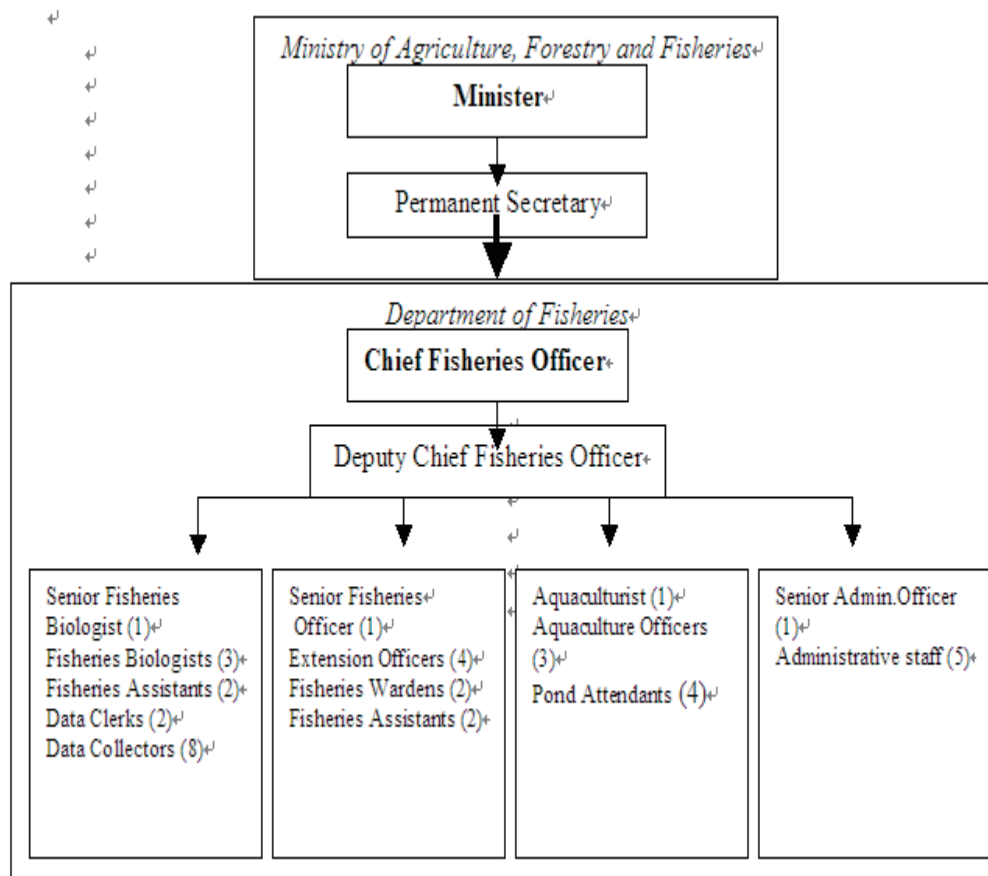 Ministry of Agriculture, Forestry and Fisheries
Minister
Permanent Secretary
Department of Fisheries
Chief Fisheries Officer
Deputy Chief Fisheries Officer
Senior Fisheries
Biologist (1)
Fisheries Biologists (3)
Fisheries Assistants (2)
Data Clerks (2)
Data Collectors (8)
Senior Fisheries
Officer (1)
Extension Officers (4)
Fisheries Wardens (2)
Fisheries Assistants (2)
Aquaculturist (1)
Aquaculture Officers
(3)
Pond Attendants (4)
Senior Admin.Officer
(1)
Administrative staff (5)